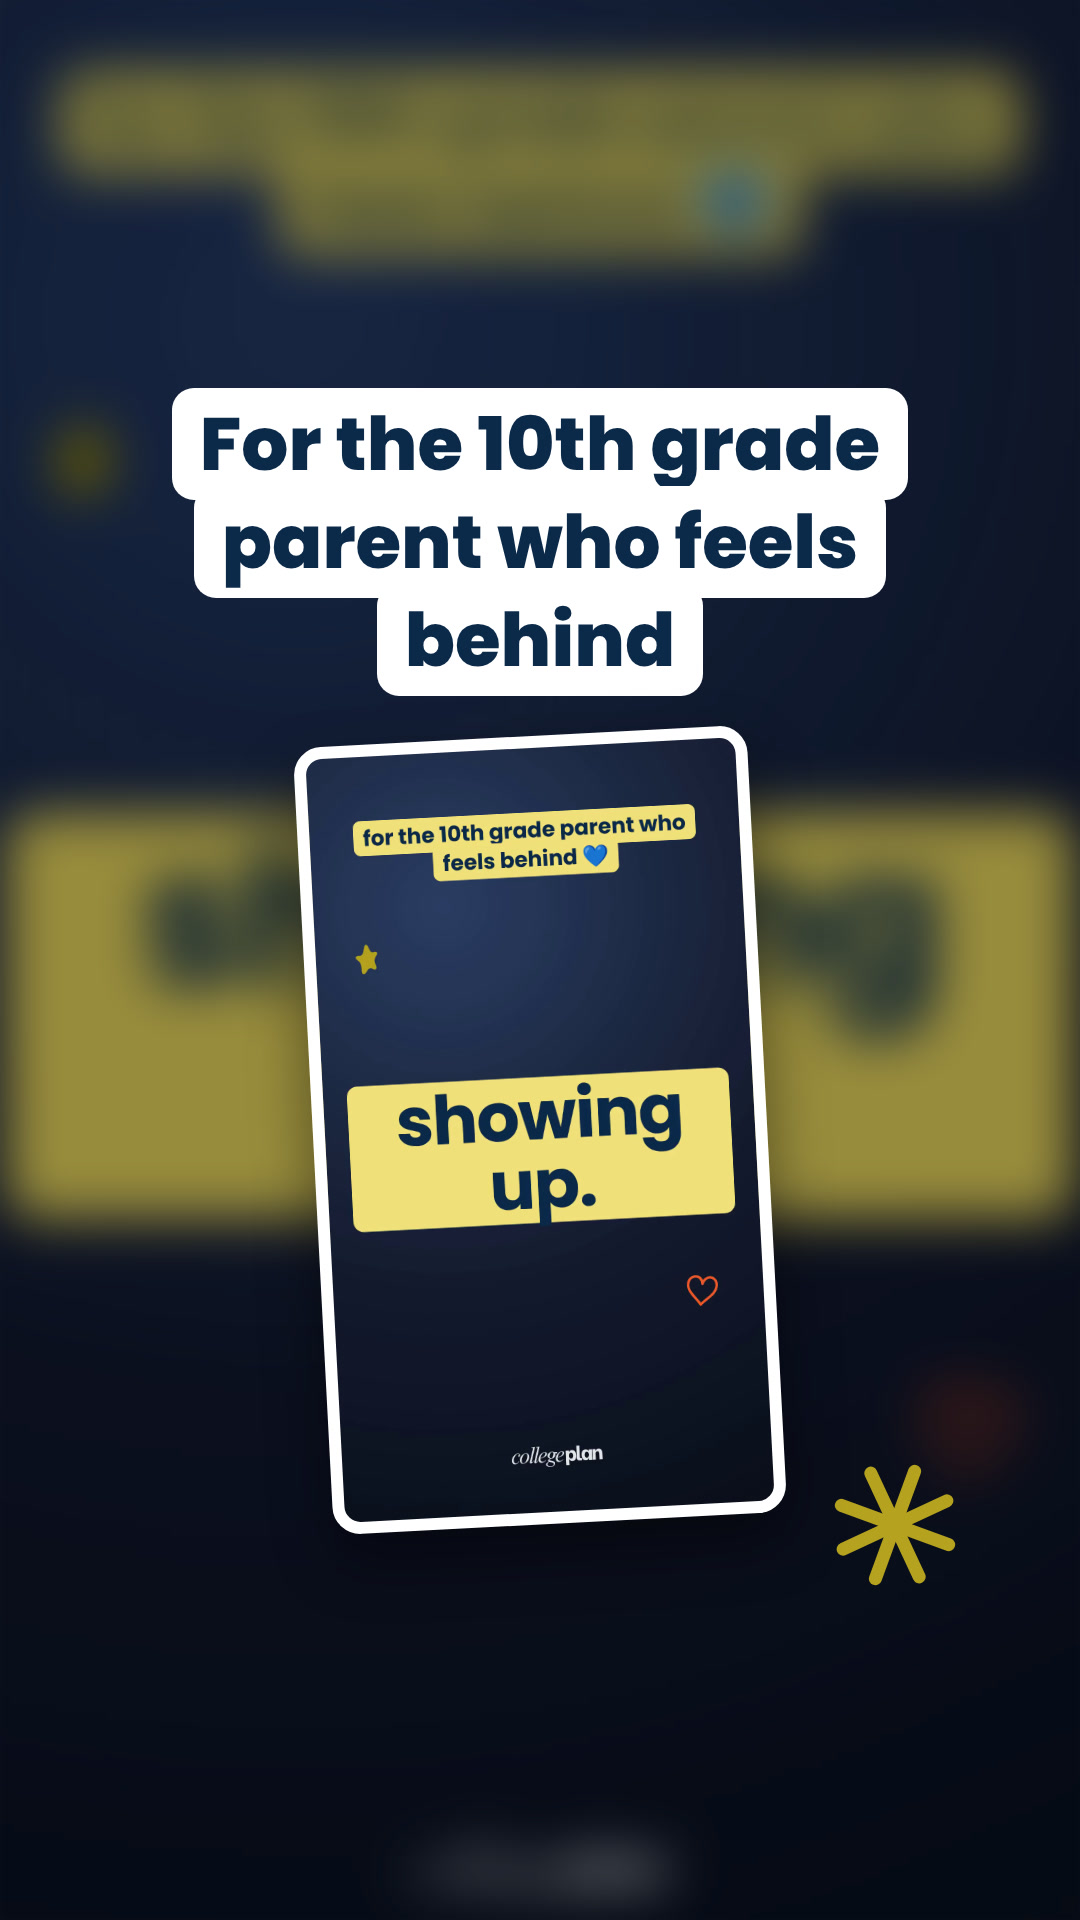 For the 10th grade
parent who feels
behind
for the 10th grade parent who
feels behind 💙
showing
up.
collegeplan